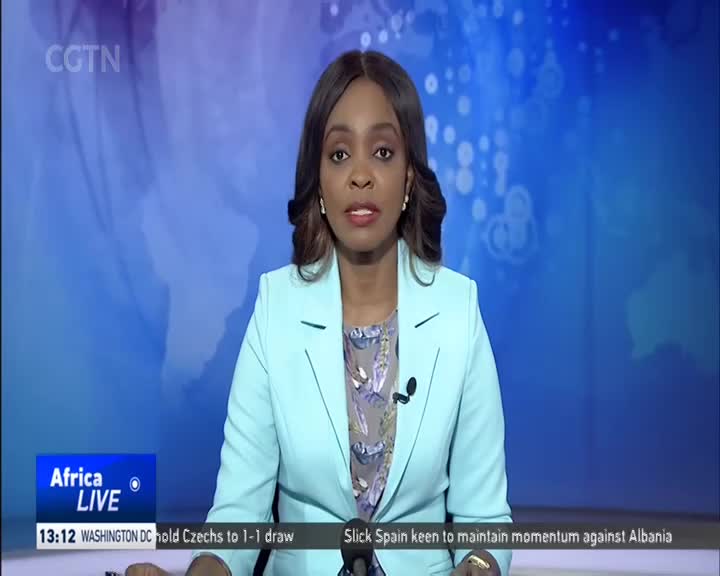 CGTN
Africa
LIVE
13:12 WASHINGTON DC hold Czechs to 1-1 draw Slick Spain keen to maintain momentum against Albania